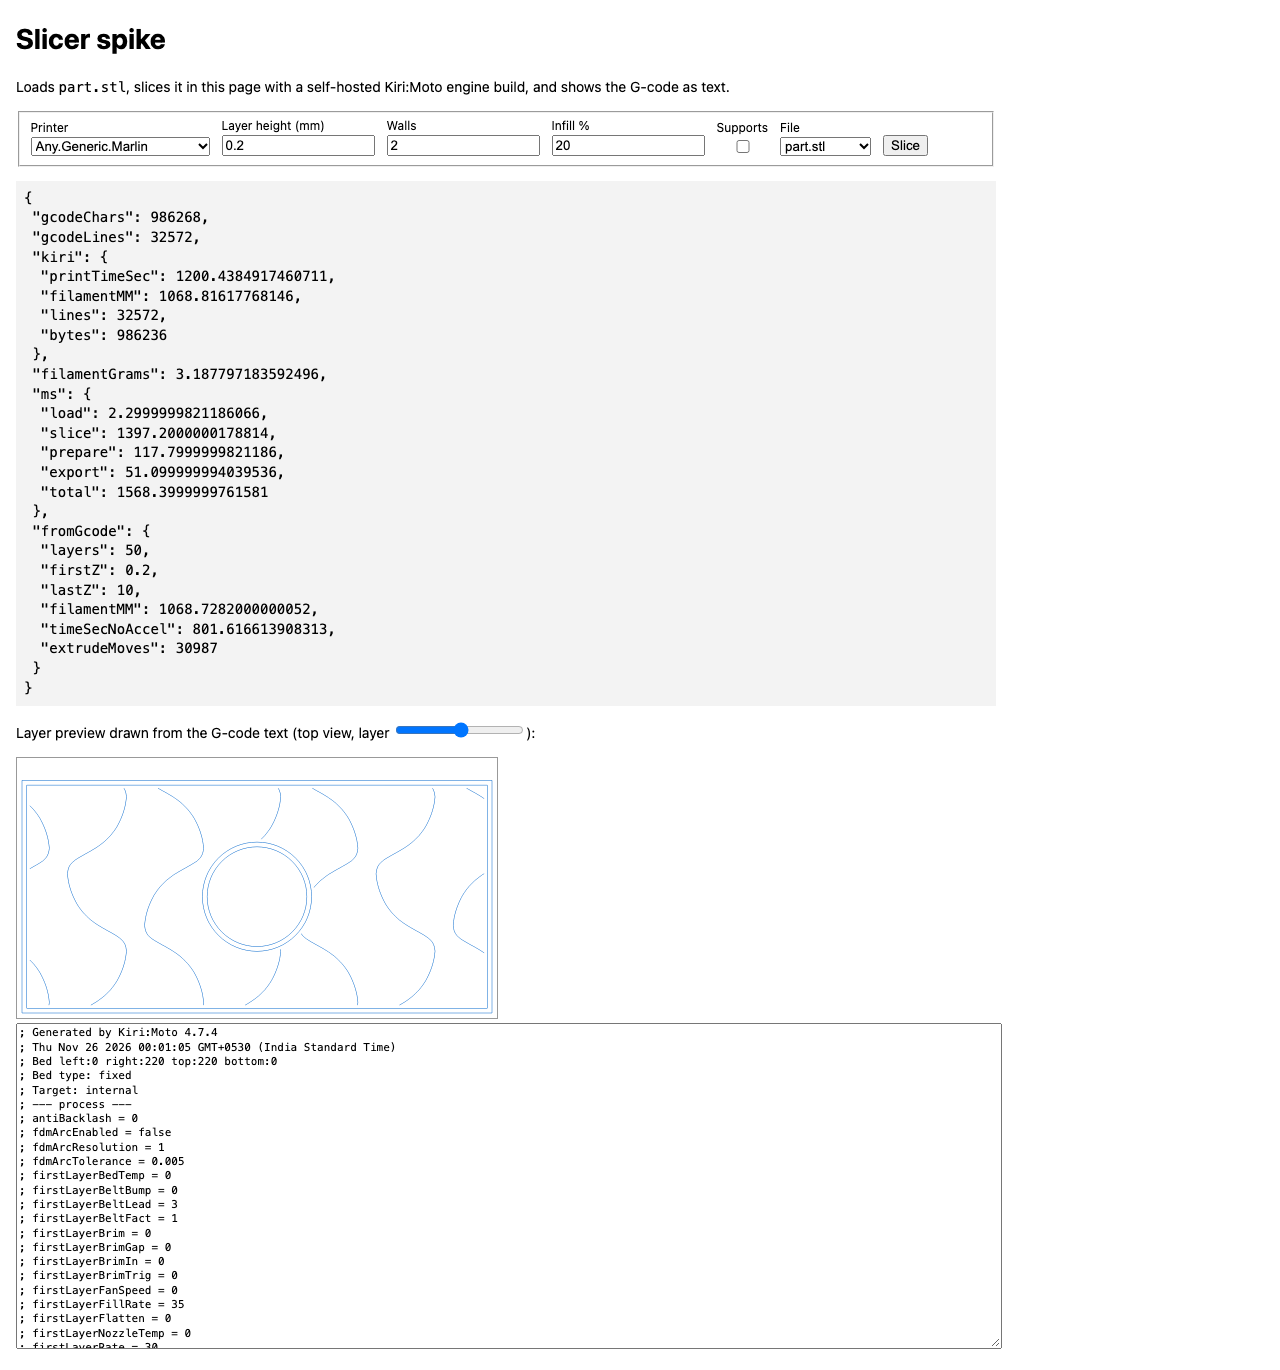 Slicer spike
Loads part.stl, slices it in this page with a self-hosted Kiri:Moto engine build, and shows the G-code as text.
Printer Layer height (mm) Walls Infill % Supports File
Any.Generic.Marlin 0.2 2 20 part.stl Slice
{
"gcodeChars": 986268,
"gcodeLines": 32572,
"kiri": {
"printTimeSec": 1200.4384917460711,
"filamentMM": 1068.81617768146,
"lines": 32572,
"bytes": 986236
},
"filamentGrams": 3.187797183592496,
"ms": {
"load": 2.2999999821186066,
"slice": 1397.2000000178814,
"prepare": 117.7999999821186,
"export": 51.099999994039536,
"total": 1568.3999999761581
},
"fromGcode": {
"layers": 50,
"firstZ": 0.2,
"lastZ": 10,
"filamentMM": 1068.7282000000052,
"timeSecNoAccel": 801.616613908313,
"extrudeMoves": 30987
}
}
Layer preview drawn from the G-code text (top view, layer ):
; Generated by Kiri:Moto 4.7.4
; Thu Nov 26 2026 00:01:05 GMT+0530 (India Standard Time)
; Bed left:0 right:220 top:220 bottom:0
; Bed type: fixed
; Target: internal
; --- process ---
; antiBacklash = 0
; fdmArcEnabled = false
; fdmArcResolution = 1
; fdmArcTolerance = 0.005
; firstLayerBedTemp = 0
; firstLayerBeltBump = 0
; firstLayerBeltLead = 3
; firstLayerBeltFact = 1
; firstLayerBrim = 0
; firstLayerBrimGap = 0
; firstLayerBrimIn = 0
; firstLayerBrimTrig = 0
; firstLayerFanSpeed = 0
; firstLayerFillRate = 35
; firstLayerFlatten = 0
; firstLayerNozzleTemp = 0
; firstLayerRate = 30